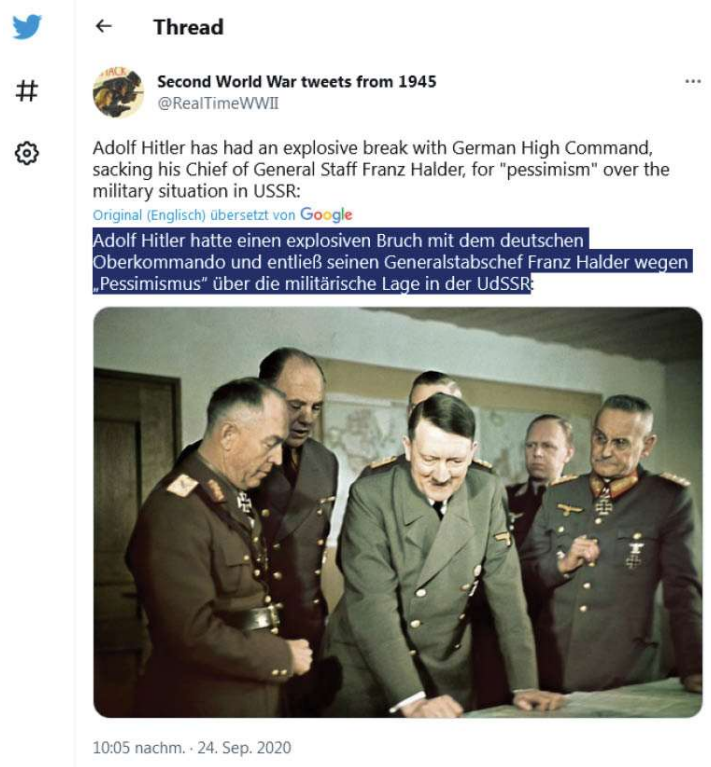 Thread
Second World War tweets from 1945
@RealTimeWWII
Adolf Hitler has had an explosive break with German High Command,
sacking his Chief of General Staff Franz Halder, for "pessimism" over the
military situation in USSR:
Original (Englisch) übersetzt von Google
Adolf Hitler hatte einen explosiven Bruch mit dem deutschen
Oberkommando und entließ seinen Generalstabschef Franz Halder wegen
„Pessimismus“ über die militärische Lage in der UdSSR:
10:05 nachm. · 24. Sep. 2020